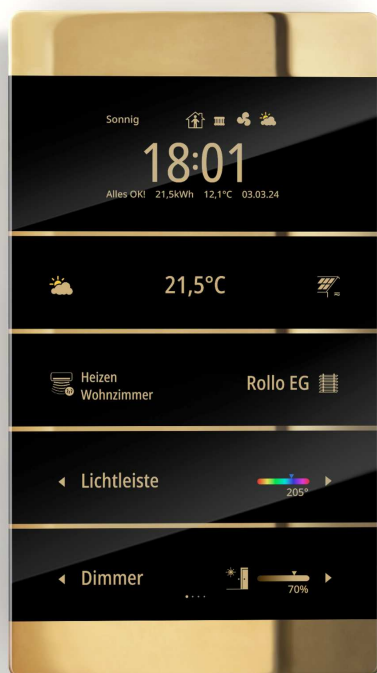 Sonnig
18:01
Alles OK! 21,5kWh 12,1°C 03.03.24
21,5°C
Heizen
Wohnzimmer
Rollo EG
Lichtleiste
205°
Dimmer
70%